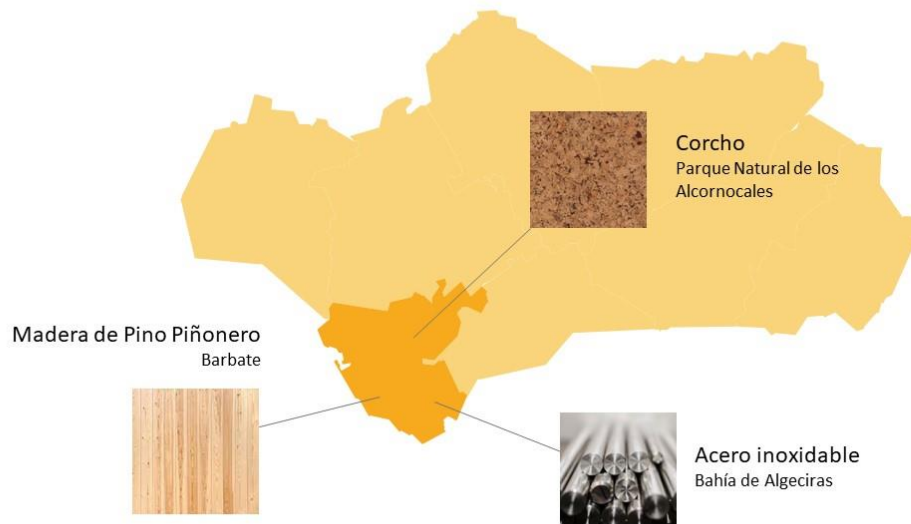 Corcho
Parque Natural de los
Alcornocales
Madera de Pino Piñonero
Barbate
Acero inoxidable
Bahía de Algeciras